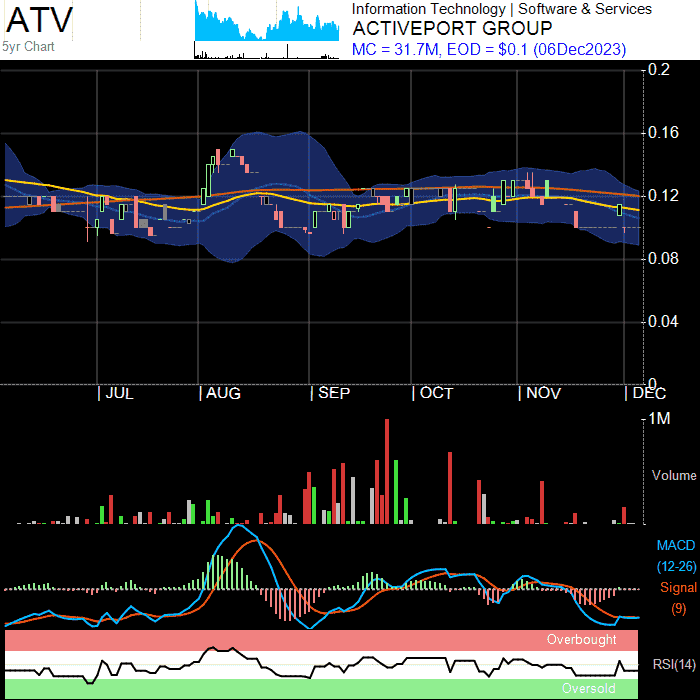 ATV
5yr Chart
Information Technology | Software & Services
ACTIVEPORT GROUP
MC = 31.7M, EOD = $0.1 (06Dec2023)
0.2
0.16
0.12
0.08
0.04
0
| JUL | AUG | SEP | OCT | NOV | DEC
1M
Volume
MACD
(12-26)
Signal
(9)
Overbought
RSI(14)
Oversold